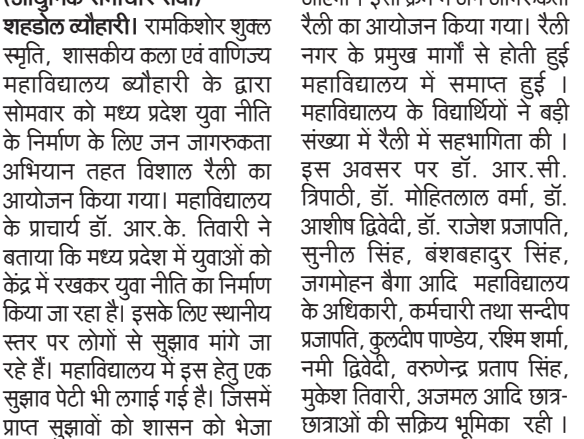 शहडोल ब्यौहारी। रामकिशोर शुक्ल
स्मृति, शासकीय कला एवं वाणिज्य
महाविद्यालय ब्यौहारी के द्वारा
सोमवार को मध्य प्रदेश युवा नीति
के निर्माण के लिए जन जागरुकता
अभियान तहत विशाल रैली का
आयोजन किया गया। महाविद्यालय
के प्राचार्य डॉ. आर.के. तिवारी ने
बताया कि मध्य प्रदेश में युवाओं को
केंद्र में रखकर युवा नीति का निर्माण
किया जा रहा है। इसके लिए स्थानीय
स्तर पर लोगों से सुझाव मांगे जा
रहे हैं। महाविद्यालय में इस हेतु एक
सुझाव पेटी भी लगाई गई है। जिसमें
प्राप्त सुझावों को शासन को भेजा
रैली का आयोजन किया गया। रैली
नगर के प्रमुख मार्गों से होती हुई
महाविद्यालय में समाप्त हुई ।
महाविद्यालय के विद्यार्थियों ने बड़ी
संख्या में रैली में सहभागिता की ।
इस अवसर पर डॉ. आर.सी.
त्रिपाठी, डॉ. मोहितलाल वर्मा, डॉ.
आशीष द्विवेदी, डॉ. राजेश प्रजापति,
सुनील सिंह, बंशबहादुर सिंह,
जगमोहन बैगा आदि महाविद्यालय
के अधिकारी, कर्मचारी तथा सन्दीप
प्रजापति, कुलदीप पाण्डेय, रश्मि शर्मा,
नमी द्विवेदी, वरुणेन्द्र प्रताप सिंह,
मुकेश तिवारी, अजमल आदि छात्र-
छात्राओं की सक्रिय भूमिका रही ।